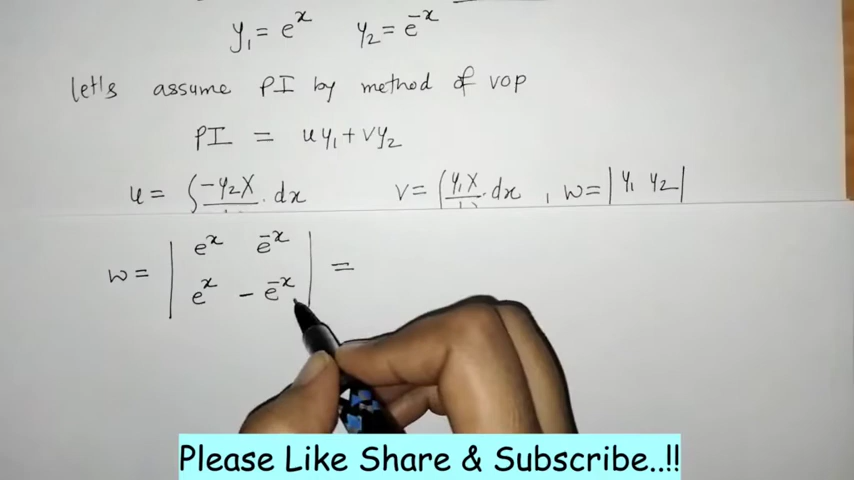 y₁ = eˣ    y₂ = e⁻ˣ
let's assume PI by method of vop
PI = uy₁ + vy₂
u = ∫ -y₂X . dx    v = ∫ y₁X . dx , w = | y₁ y₂ |
w = | eˣ e⁻ˣ | =
| eˣ - e⁻ˣ |
Please Like Share & Subscribe..!!